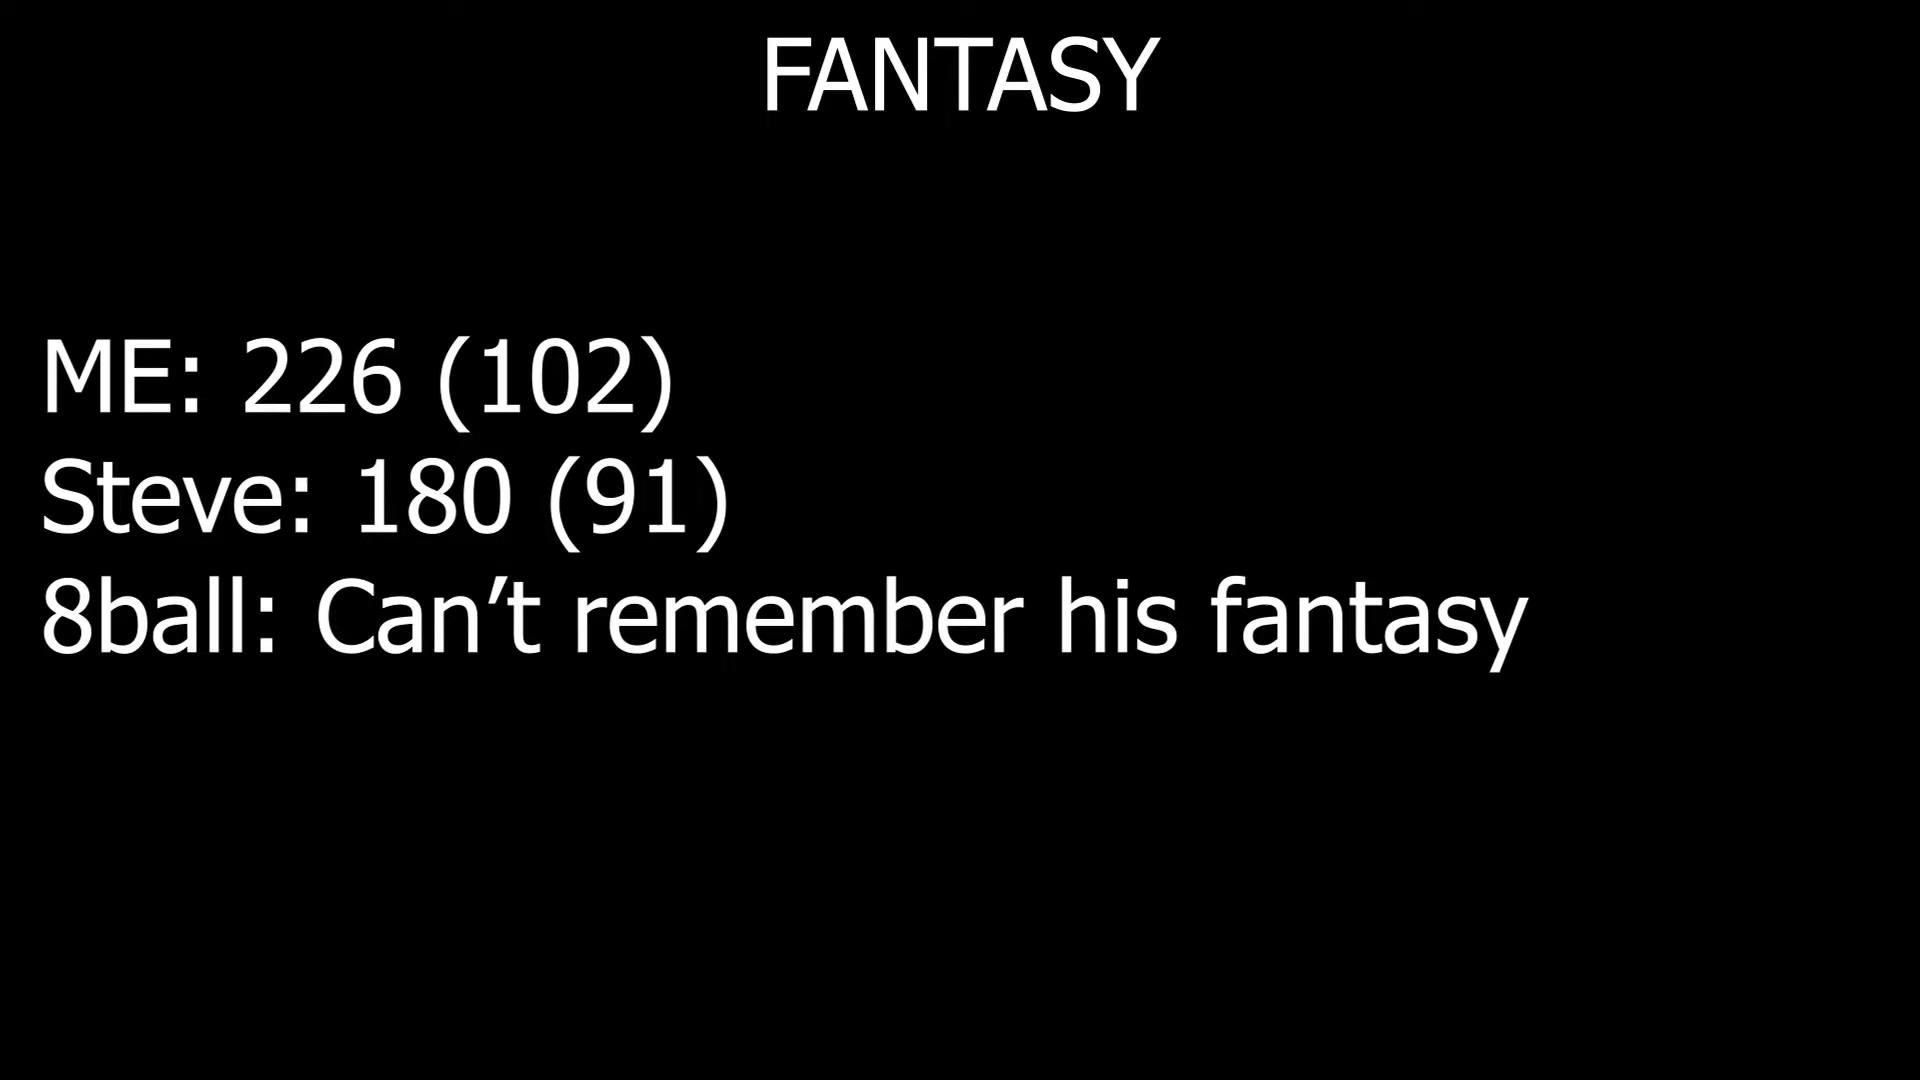 FANTASY
ME: 226 (102)
Steve: 180 (91)
8ball: Can’t remember his fantasy